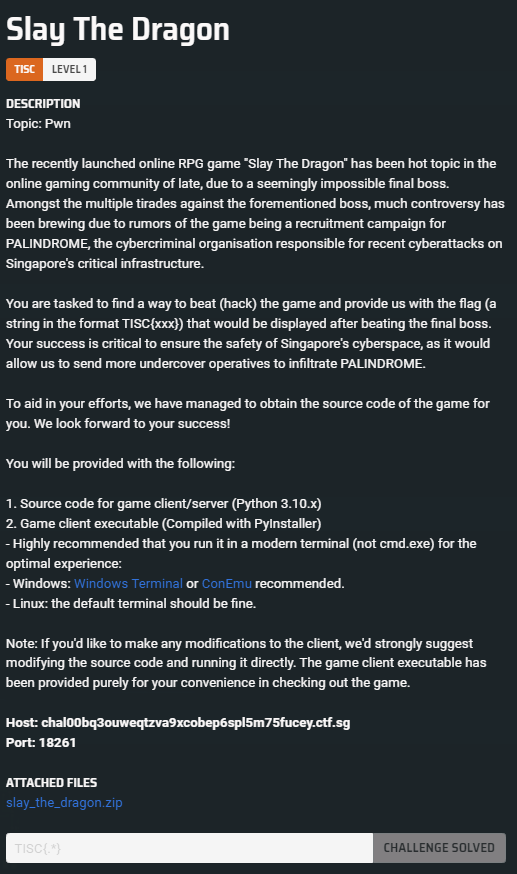 Slay The Dragon
TISC LEVEL 1
DESCRIPTION
Topic: Pwn
The recently launched online RPG game "Slay The Dragon" has been hot topic in the
online gaming community of late, due to a seemingly impossible final boss.
Amongst the multiple tirades against the forementioned boss, much controversy has
been brewing due to rumors of the game being a recruitment campaign for
PALINDROME, the cybercriminal organisation responsible for recent cyberattacks on
Singapore's critical infrastructure.
You are tasked to find a way to beat (hack) the game and provide us with the flag (a
string in the format TISC{xxx}) that would be displayed after beating the final boss.
Your success is critical to ensure the safety of Singapore's cyberspace, as it would
allow us to send more undercover operatives to infiltrate PALINDROME.
To aid in your efforts, we have managed to obtain the source code of the game for
you. We look forward to your success!
You will be provided with the following:
1. Source code for game client/server (Python 3.10.x)
2. Game client executable (Compiled with PyInstaller)
- Highly recommended that you run it in a modern terminal (not cmd.exe) for the
optimal experience:
- Windows: Windows Terminal or ConEmu recommended.
- Linux: the default terminal should be fine.
Note: If you'd like to make any modifications to the client, we'd strongly suggest
modifying the source code and running it directly. The game client executable has
been provided purely for your convenience in checking out the game.
Host: chal00bq3ouweqtzva9xcobep6spl5m75fucey.ctf.sg
Port: 18261
ATTACHED FILES
slay_the_dragon.zip
TISC{.*} CHALLENGE SOLVED